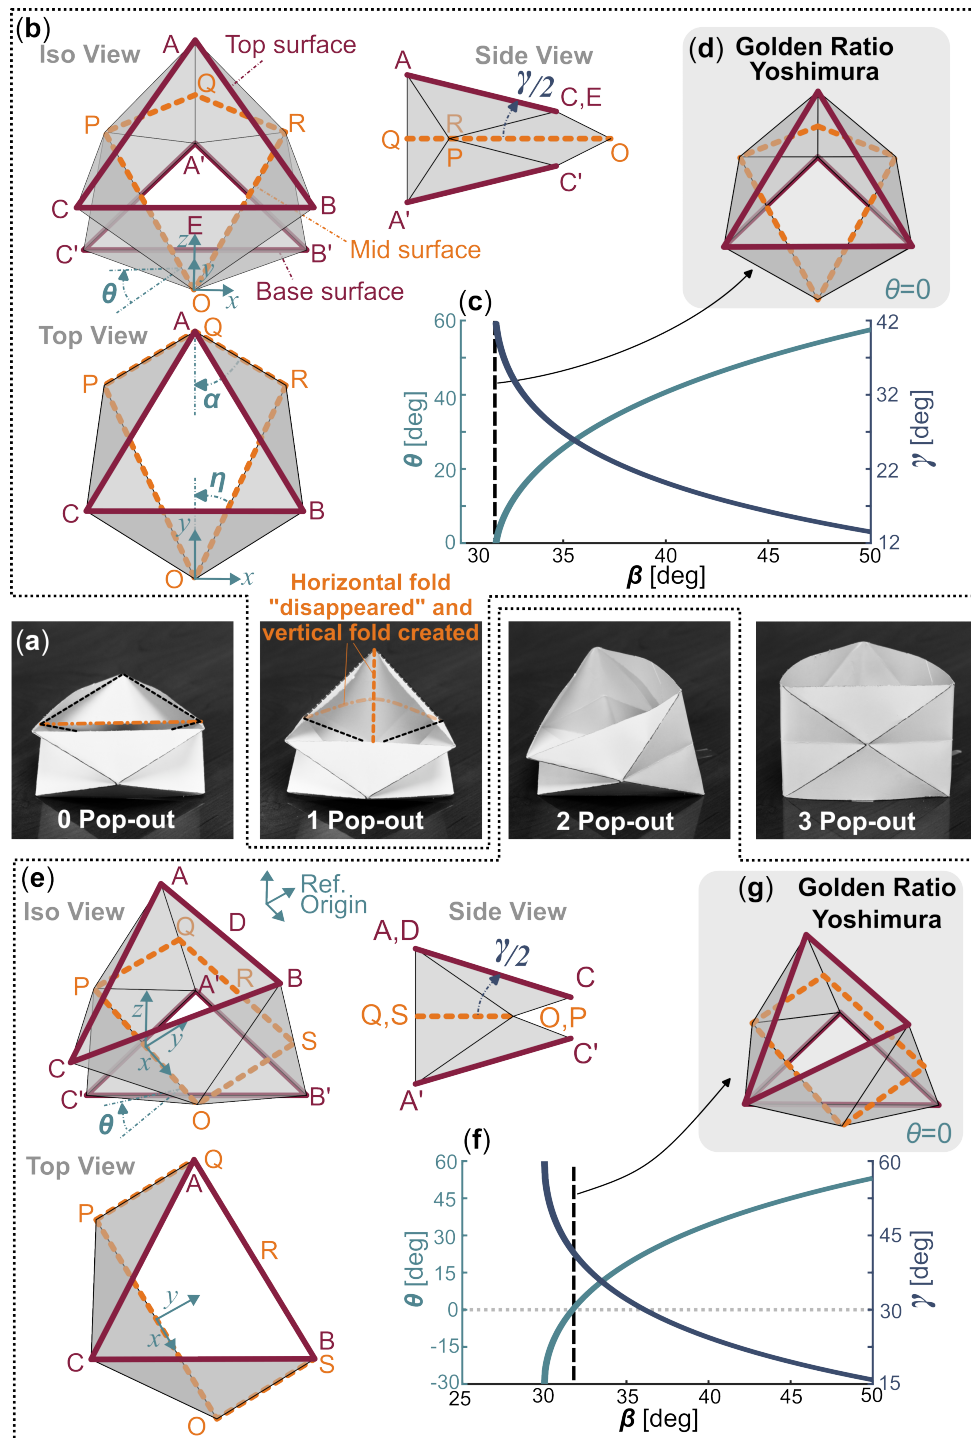 (b)
Iso View
A
Top surface
Q
P
R
A'
C
B
E
C'
B'
z
y
x
θ
O
Mid surface
Base surface
Side View
A
γ/2
C,E
Q
R
P
O
C'
A'
(d) Golden Ratio
Yoshimura
θ=0
Top View
A
Q
P
R
α
η
C
B
y
O
x
(c)
60
40
20
0
θ [deg]
42
32
22
12
γ [deg]
30 35 40 45 50
β [deg]
Horizontal fold
"disappeared" and
vertical fold created
(a)
0 Pop-out
1 Pop-out
2 Pop-out
3 Pop-out
(e)
Iso View
A
Ref.
Origin
D
Q
P
A'
R
B
z
y
x
S
C
C'
B'
O
θ
Side View
A,D
γ/2
C
Q,S
O,P
C'
A'
(g) Golden Ratio
Yoshimura
θ=0
Top View
Q
A
P
R
y
x
C
B
S
O
(f)
60
45
30
15
0
-15
-30
θ [deg]
60
45
30
15
γ [deg]
25 30 35 40 45 50
β [deg]